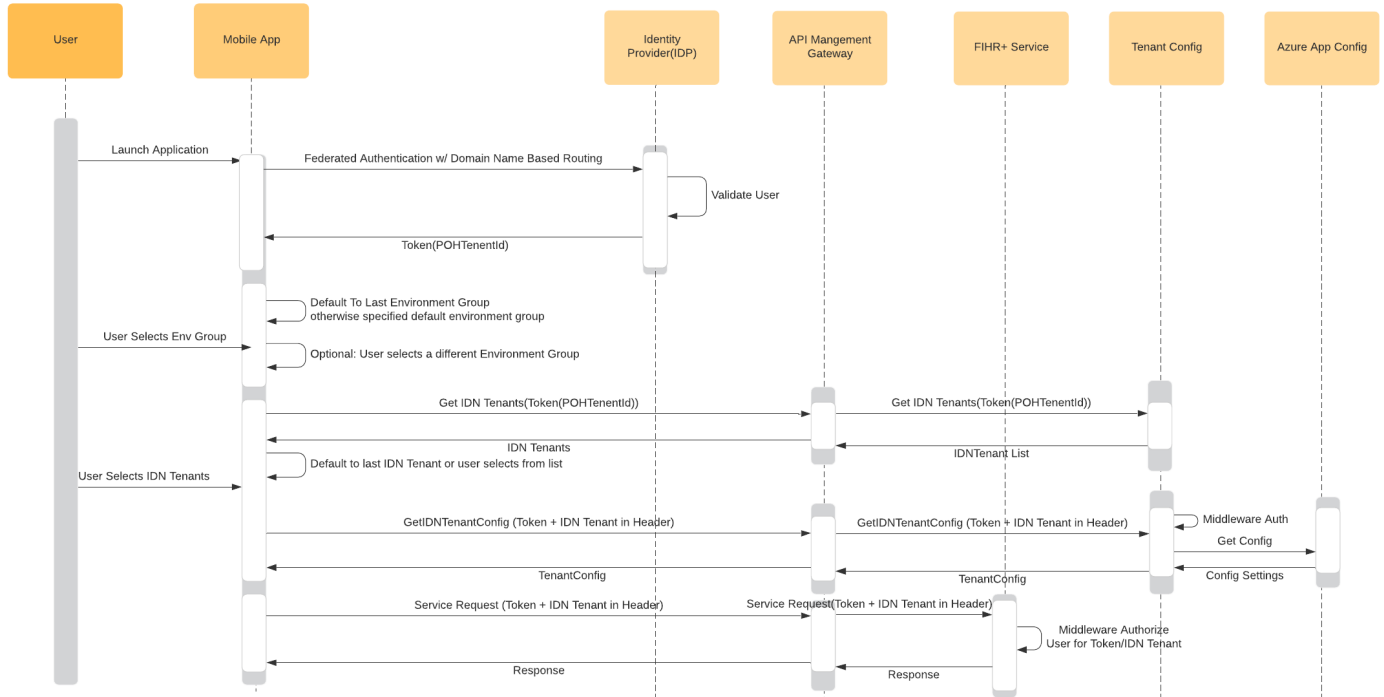 User
Mobile App
Identity
Provider(IDP)
API Mangement
Gateway
FIHR+ Service
Tenant Config
Azure App Config
Launch Application
Federated Authentication w/ Domain Name Based Routing
Validate User
Token(POHTenentId)
Default To Last Environment Group
otherwise specified default environment group
User Selects Env Group
Optional: User selects a different Environment Group
Get IDN Tenants(Token(POHTenentId))
Get IDN Tenants(Token(POHTenentId))
IDN Tenants
IDNTenant List
Default to last IDN Tenant or user selects from list
User Selects IDN Tenants
GetIDNTenantConfig (Token + IDN Tenant in Header)
GetIDNTenantConfig (Token + IDN Tenant in Header)
Middleware Auth
Get Config
TenantConfig
TenantConfig
Config Settings
Service Request (Token + IDN Tenant in Header)
Service Request(Token + IDN Tenant in Header)
Middleware Authorize
User for Token/IDN Tenant
Response
Response